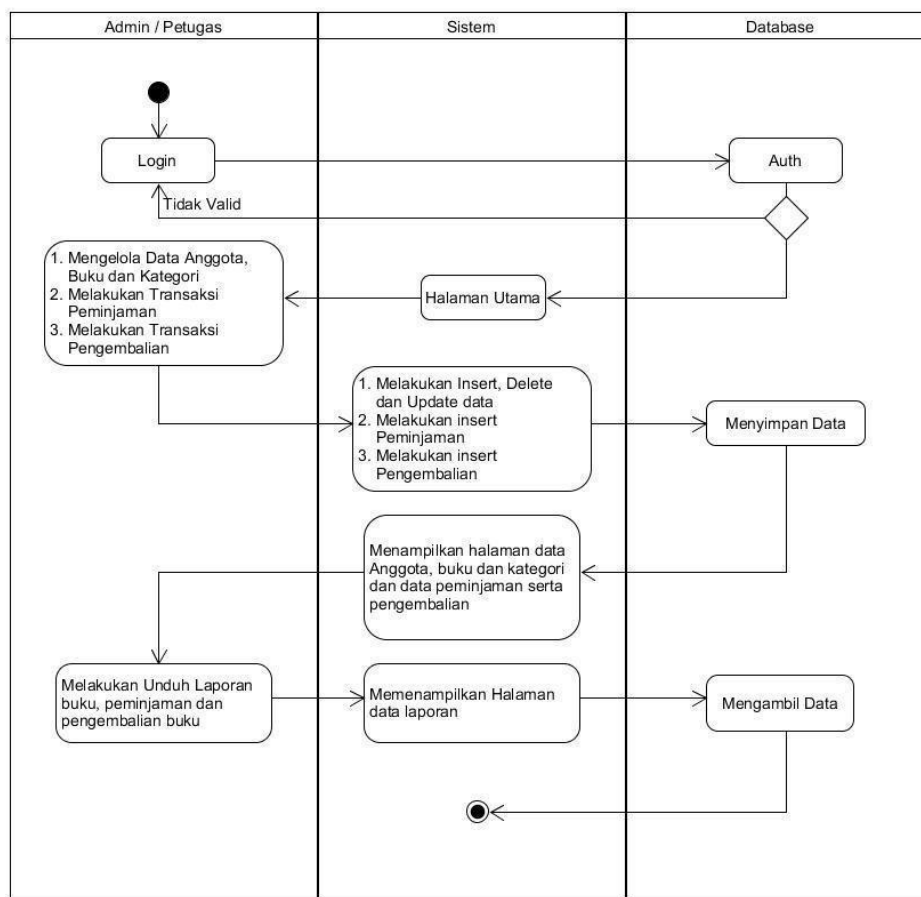 Admin / Petugas
Sistem
Database
Login
Auth
Tidak Valid
1. Mengelola Data Anggota,
Buku dan Kategori
2. Melakukan Transaksi
Peminjaman
3. Melakukan Transaksi
Pengembalian
Halaman Utama
1. Melakukan Insert, Delete
dan Update data
2. Melakukan insert
Peminjaman
3. Melakukan insert
Pengembalian
Menyimpan Data
Menampilkan halaman data
Anggota, buku dan kategori
dan data peminjaman serta
pengembalian
Melakukan Unduh Laporan
buku, peminjaman dan
pengembalian buku
Memenampilkan Halaman
data laporan
Mengambil Data